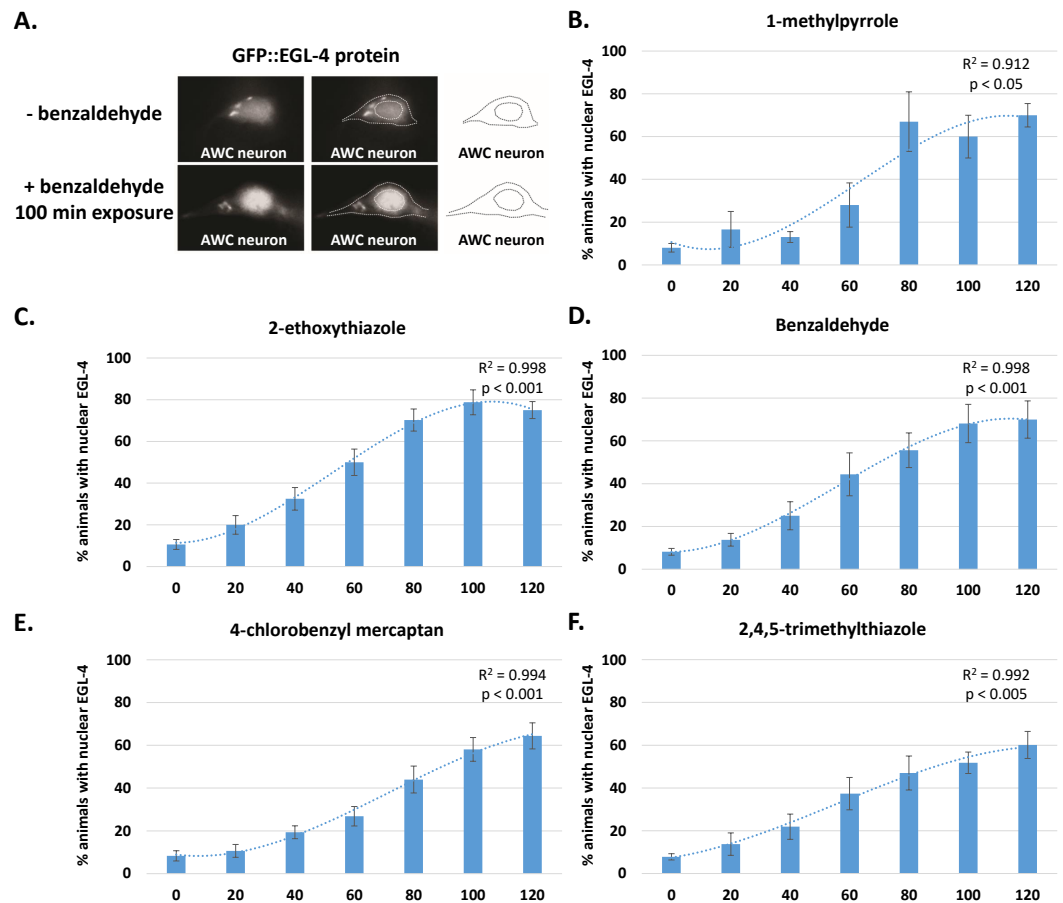 A.
GFP::EGL-4 protein
- benzaldehyde
AWC neuron
AWC neuron
AWC neuron
+ benzaldehyde
100 min exposure
AWC neuron
AWC neuron
AWC neuron
B.
1-methylpyrrole
% animals with nuclear EGL-4
R² = 0.912
p < 0.05
100
80
60
40
20
0
0 20 40 60 80 100 120
C.
2-ethoxythiazole
% animals with nuclear EGL-4
R² = 0.998
p < 0.001
100
80
60
40
20
0
0 20 40 60 80 100 120
D.
Benzaldehyde
% animals with nuclear EGL-4
R² = 0.998
p < 0.001
100
80
60
40
20
0
0 20 40 60 80 100 120
E.
4-chlorobenzyl mercaptan
% animals with nuclear EGL-4
R² = 0.994
p < 0.001
100
80
60
40
20
0
0 20 40 60 80 100 120
F.
2,4,5-trimethylthiazole
% animals with nuclear EGL-4
R² = 0.992
p < 0.005
100
80
60
40
20
0
0 20 40 60 80 100 120